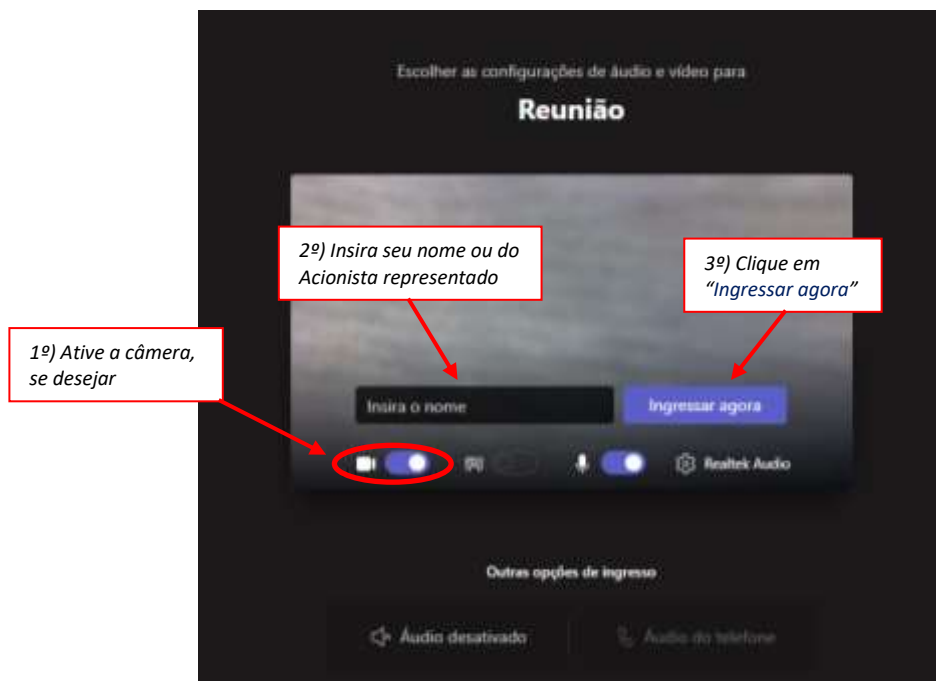 Escolher as configurações de áudio e vídeo para
Reunião
2º) Insira seu nome ou do
Acionista representado
3º) Clique em
“Ingressar agora”
1º) Ative a câmera,
se desejar
Insira o nome
Ingressar agora
Realtek Audio
Outras opções de ingresso
Áudio desativado
Áudio do telefone